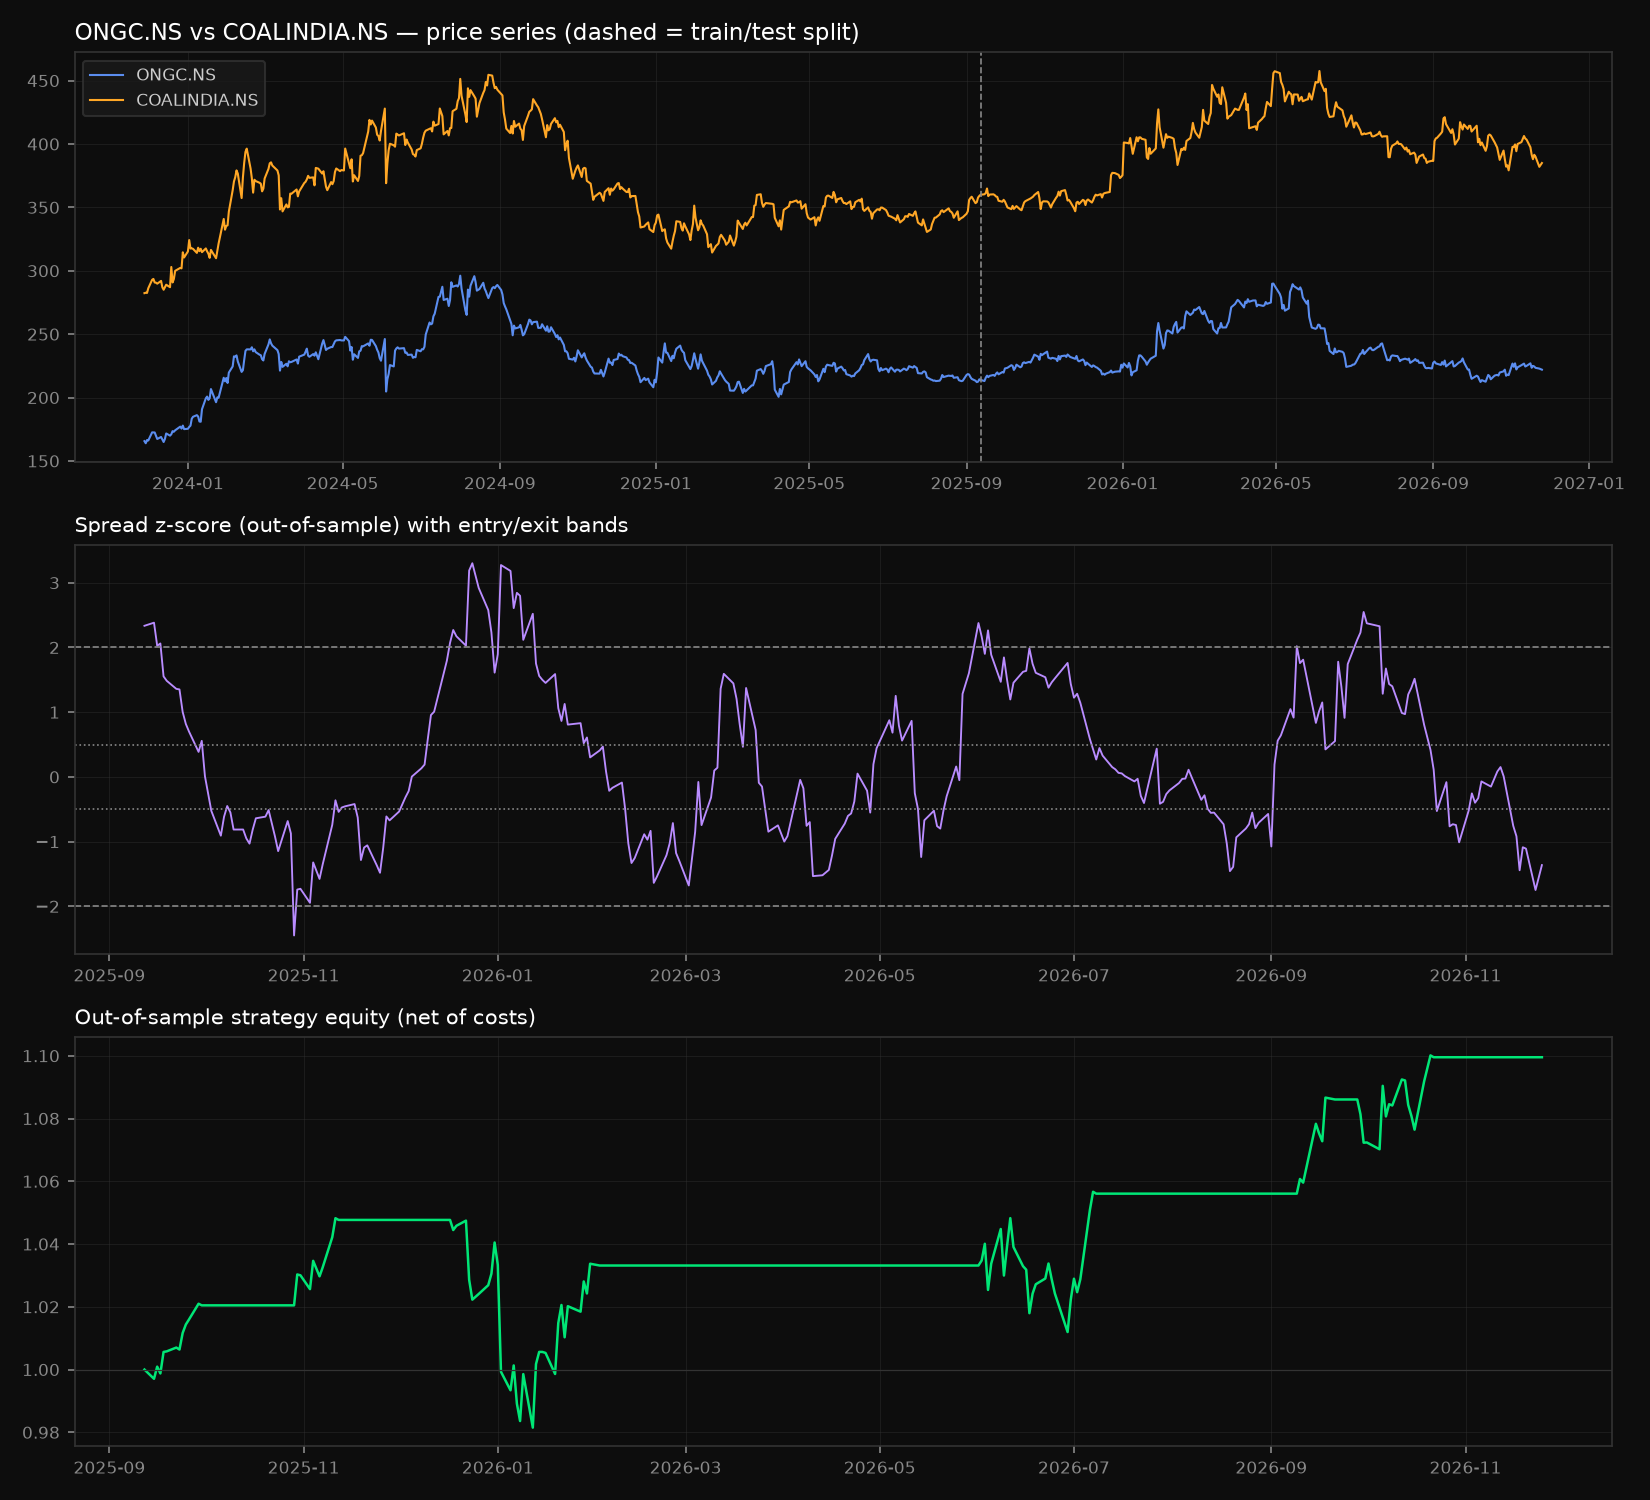 ONGC.NS vs COALINDIA.NS — price series (dashed = train/test split)
ONGC.NS
COALINDIA.NS
450
400
350
300
250
200
150
2024-01 2024-05 2024-09 2025-01 2025-05 2025-09 2026-01 2026-05 2026-09 2027-01
Spread z-score (out-of-sample) with entry/exit bands
3
2
1
0
−1
−2
2025-09 2025-11 2026-01 2026-03 2026-05 2026-07 2026-09 2026-11
Out-of-sample strategy equity (net of costs)
1.10
1.08
1.06
1.04
1.02
1.00
0.98
2025-09 2025-11 2026-01 2026-03 2026-05 2026-07 2026-09 2026-11